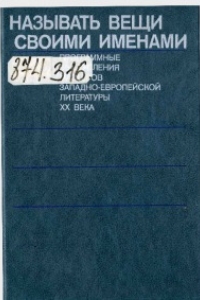 НАЗЫВАТЬ ВЕЩИ
СВОИМИ ИМЕНАМИ
874.316
ПРОГРАММНЫЕ
ЗАПАДНО-ЕВРОПЕЙСКОЙ
ЛИТЕРАТУРЫ
XX ВЕКА